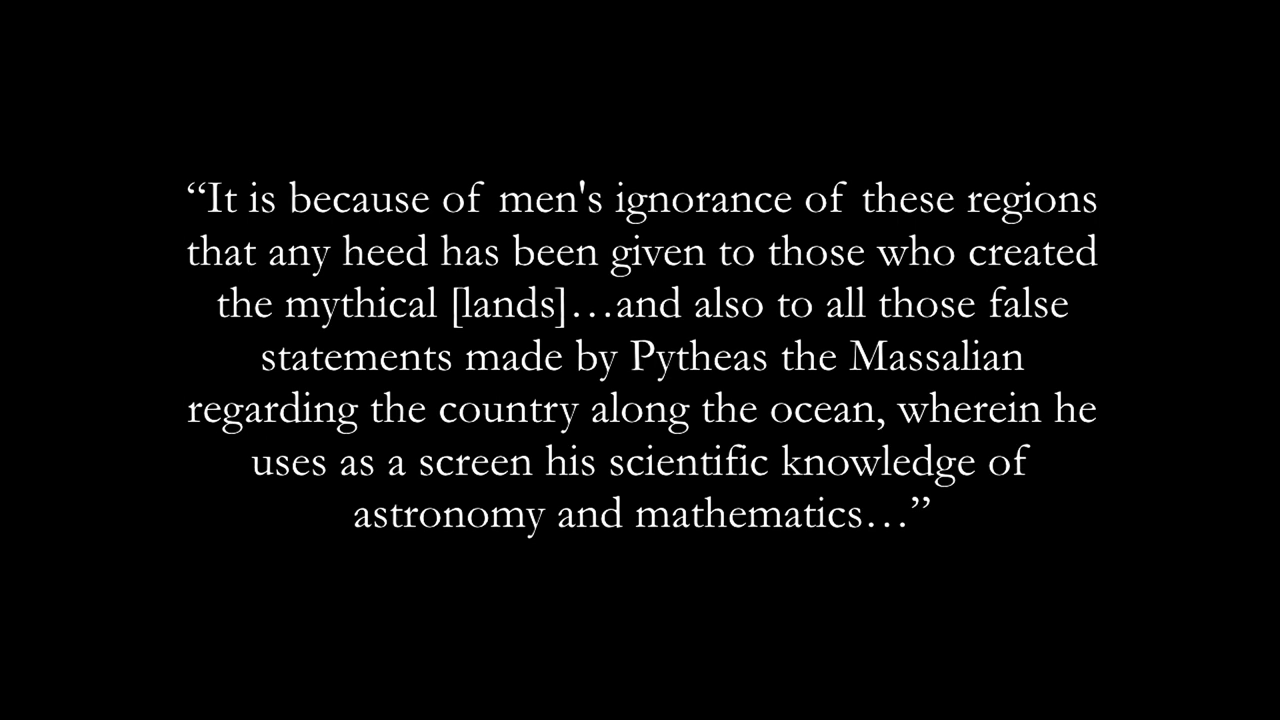 “It is because of men's ignorance of these regions
that any heed has been given to those who created
the mythical [lands]…and also to all those false
statements made by Pytheas the Massalian
regarding the country along the ocean, wherein he
uses as a screen his scientific knowledge of
astronomy and mathematics…”